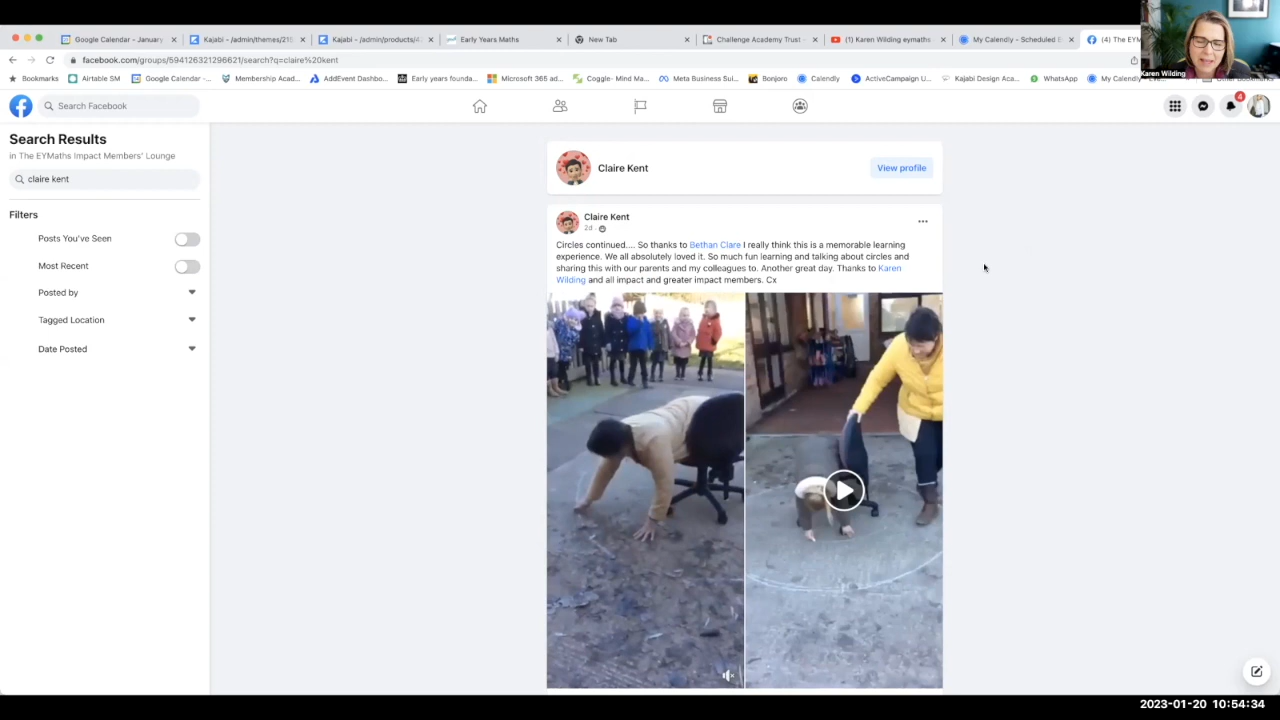 Google Calendar - January
Kajabi - /admin/themes/215
Kajabi - /admin/products/4
Early Years Maths
New Tab
Challenge Academy Trust -
(1) Karen Wilding eymaths
My Calendly - Scheduled E
(4) The EYM
facebook.com/groups/594126321296621/search?q=claire%20kent
Bookmarks
Airtable SM
Google Calendar -...
Membership Acad...
AddEvent Dashbo...
Early years founda...
Microsoft 365 ad...
Coggle- Mind Ma...
Meta Business Sui...
Bonjoro
Calendly
ActiveCampaign U...
Kajabi Design Aca...
WhatsApp
My Calendly
Karen Wilding
Search Facebook
4
Search Results
in The EYMaths Impact Members' Lounge
claire kent
Filters
Posts You've Seen
Most Recent
Posted by
Tagged Location
Date Posted
Claire Kent
View profile
Claire Kent
2d ·
Circles continued.... So thanks to Bethan Clare I really think this is a memorable learning
experience. We all absolutely loved it. So much fun learning and talking about circles and
sharing this with our parents and my colleagues to. Another great day. Thanks to Karen
Wilding and all impact and greater impact members. Cx
2023-01-20 10:54:34